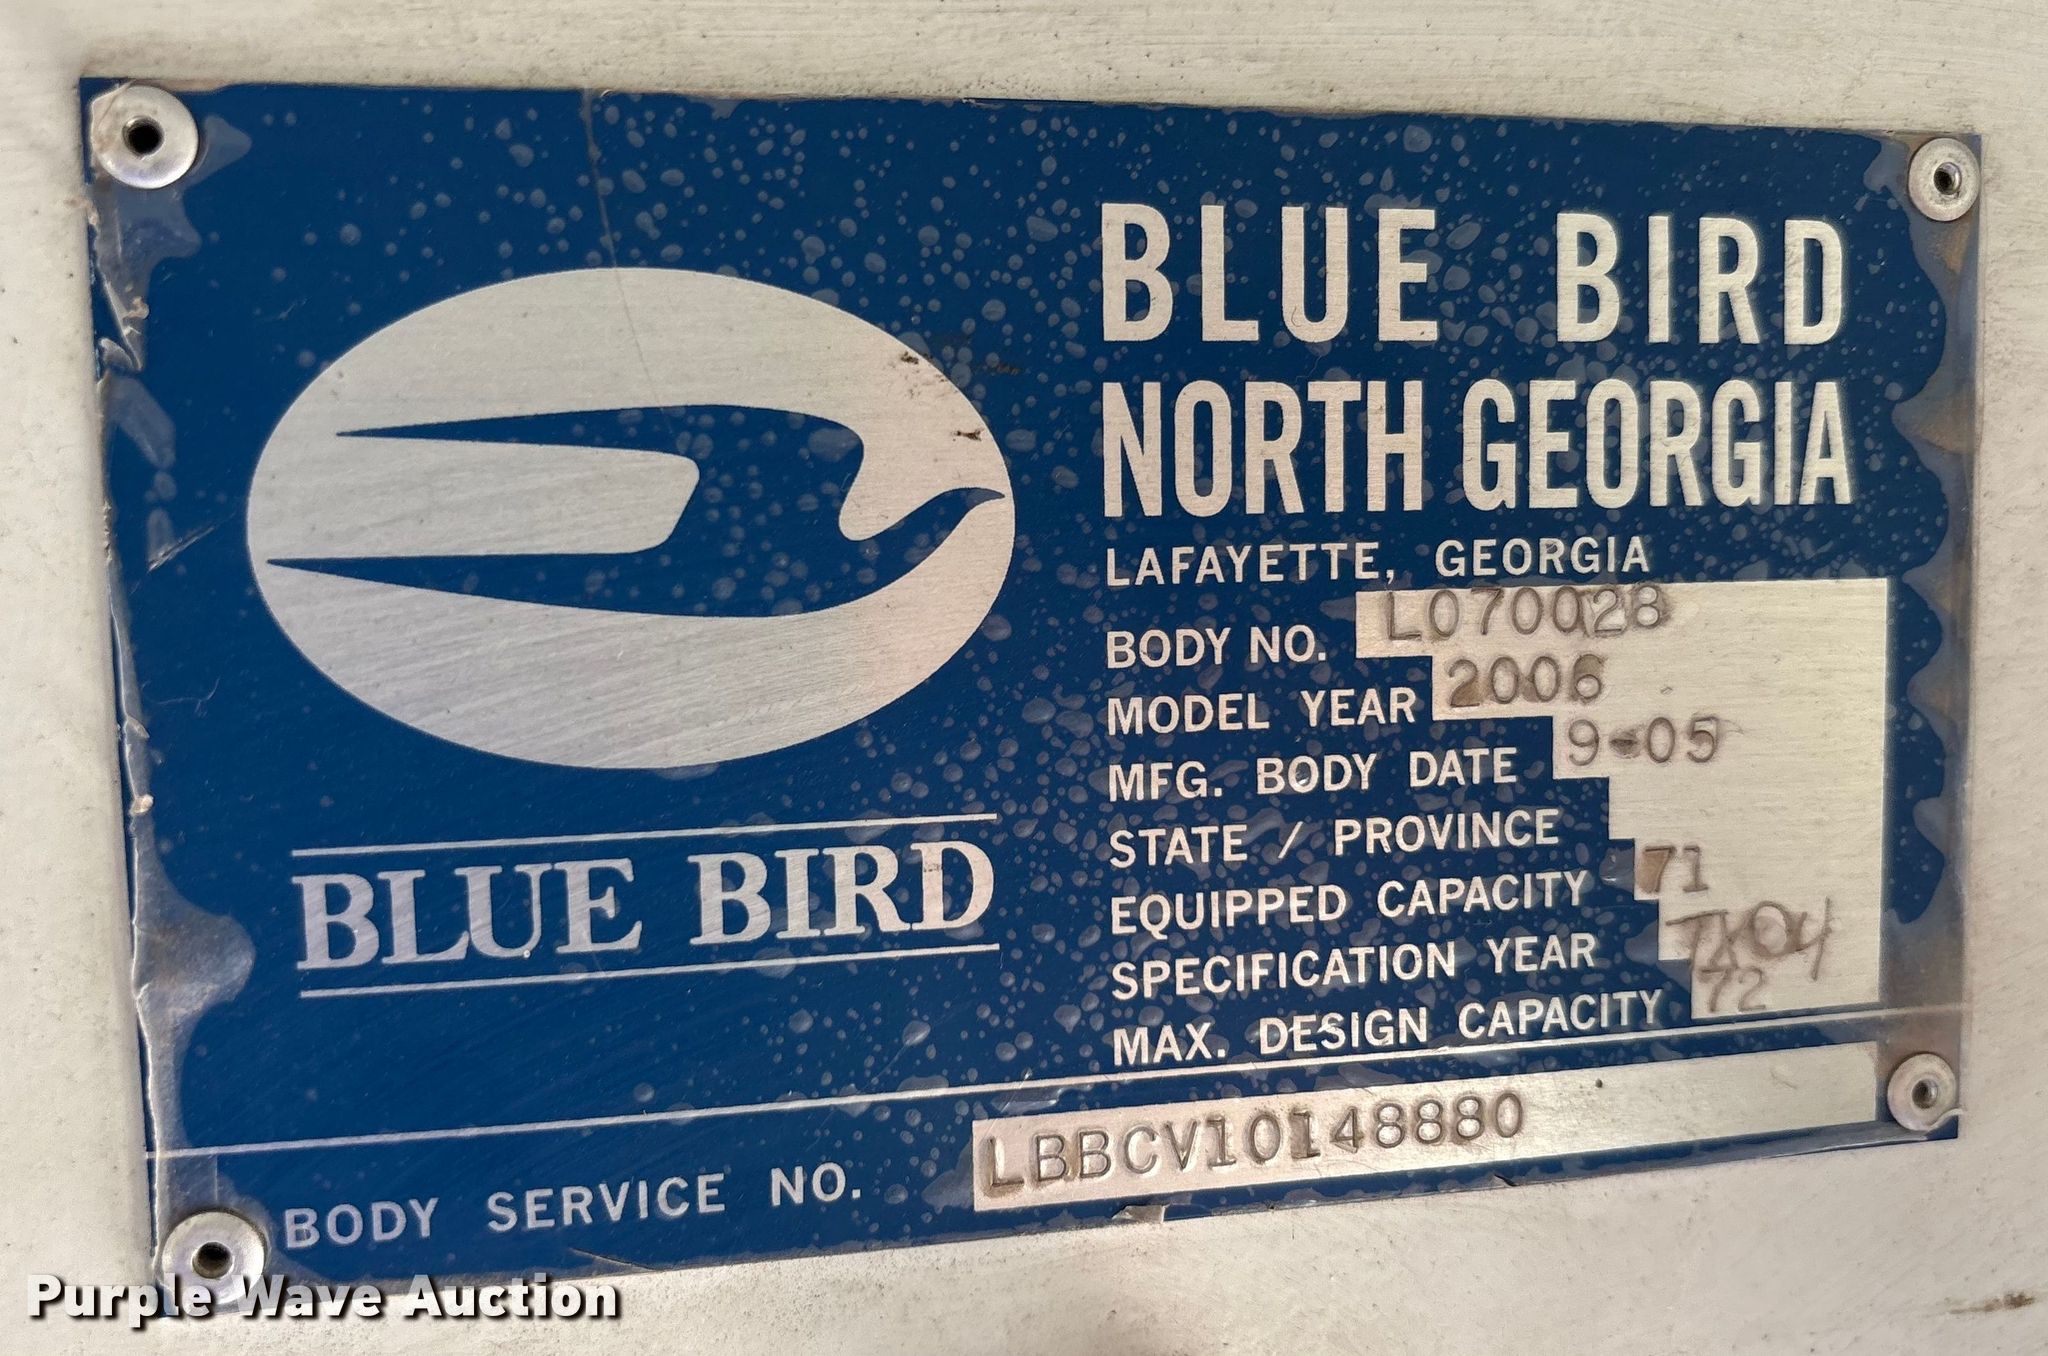 BLUE BIRD
NORTH GEORGIA
LAFAYETTE, GEORGIA
BODY NO. L070028
MODEL YEAR 2006
MFG. BODY DATE 9-05
STATE / PROVINCE
EQUIPPED CAPACITY 71
SPECIFICATION YEAR
MAX. DESIGN CAPACITY 72
BLUE BIRD
BODY SERVICE NO. LBBCV10148880
Purple Wave Auction